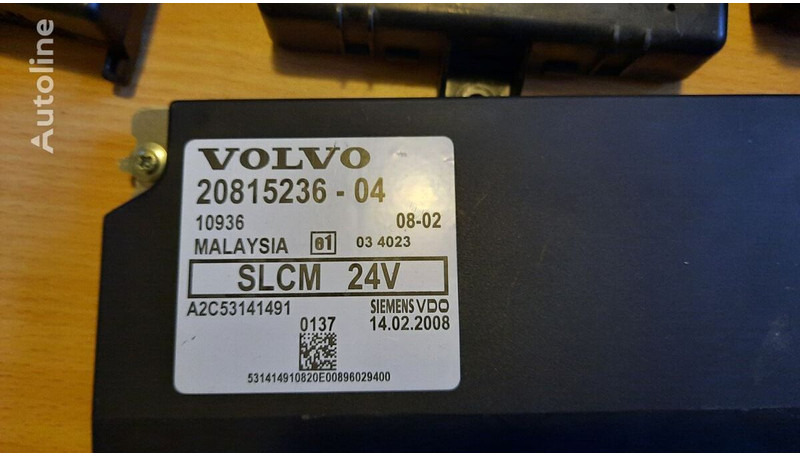 Autoline
VOLVO
20815236 - 04
10936 08-02
MALAYSIA e1 03 4023
SLCM 24V
A2C53141491 SIEMENS VDO
0137 14.02.2008
531414910820E00896029400